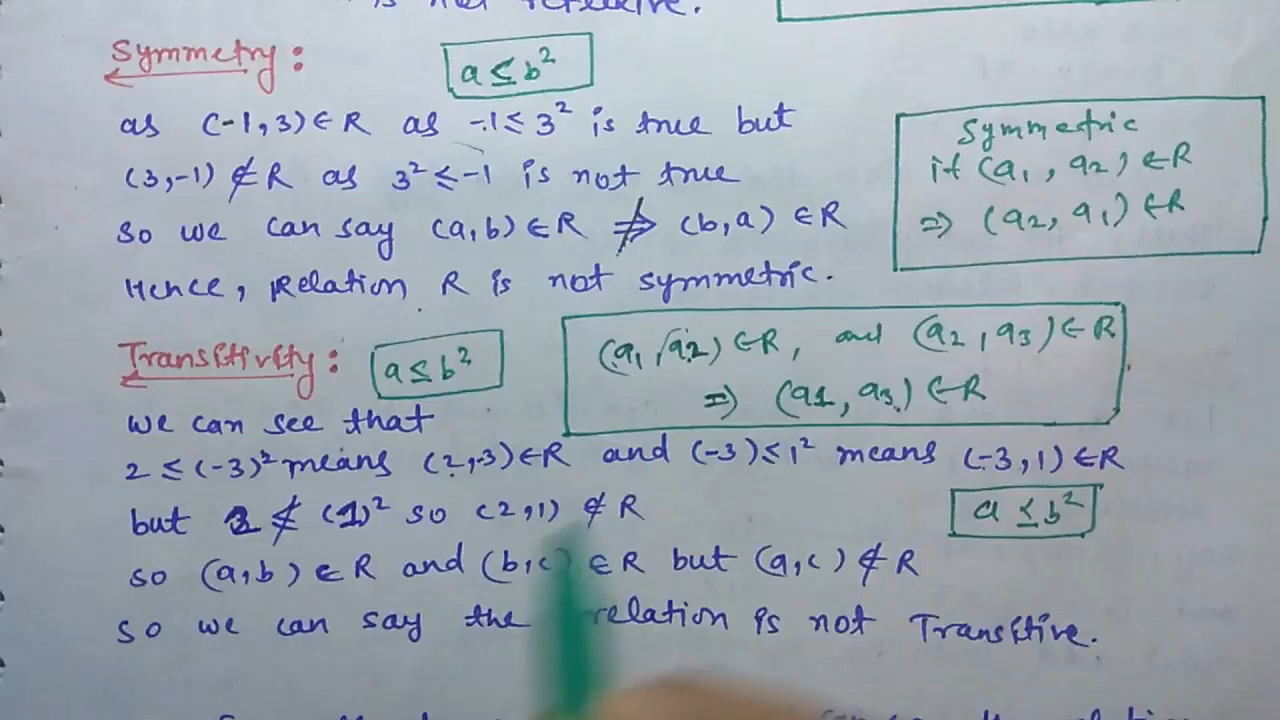 is not reflexive.
Symmetry:
a ≤ b²
as (-1,3) ∈ R as -1 ≤ 3² is true but
(3,-1) ∉ R as 3² ≤ -1 is not true
so we can say (a,b) ∈ R ⇏ (b,a) ∈ R
Hence, Relation R is not symmetric.
Symmetric
if (a₁, a₂) ∈ R
⇒ (a₂, a₁) ∈ R
Transitivity:
a ≤ b²
(a₁, a₂) ∈ R, and (a₂, a₃) ∈ R
⇒ (a₁, a₃) ∈ R
we can see that
2 ≤ (-3)² means (2,-3) ∈ R and (-3) ≤ 1² means (-3,1) ∈ R
but 2 ≰ (1)² so (2,1) ∉ R
a ≤ b²
so (a,b) ∈ R and (b,c) ∈ R but (a,c) ∉ R
so we can say the relation is not Transitive.